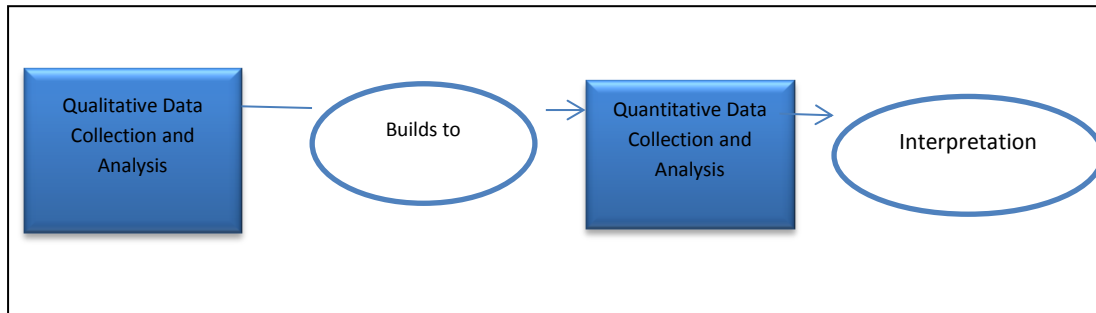 Qualitative Data
Collection and
Analysis
Builds to
Quantitative Data
Collection and
Analysis
Interpretation